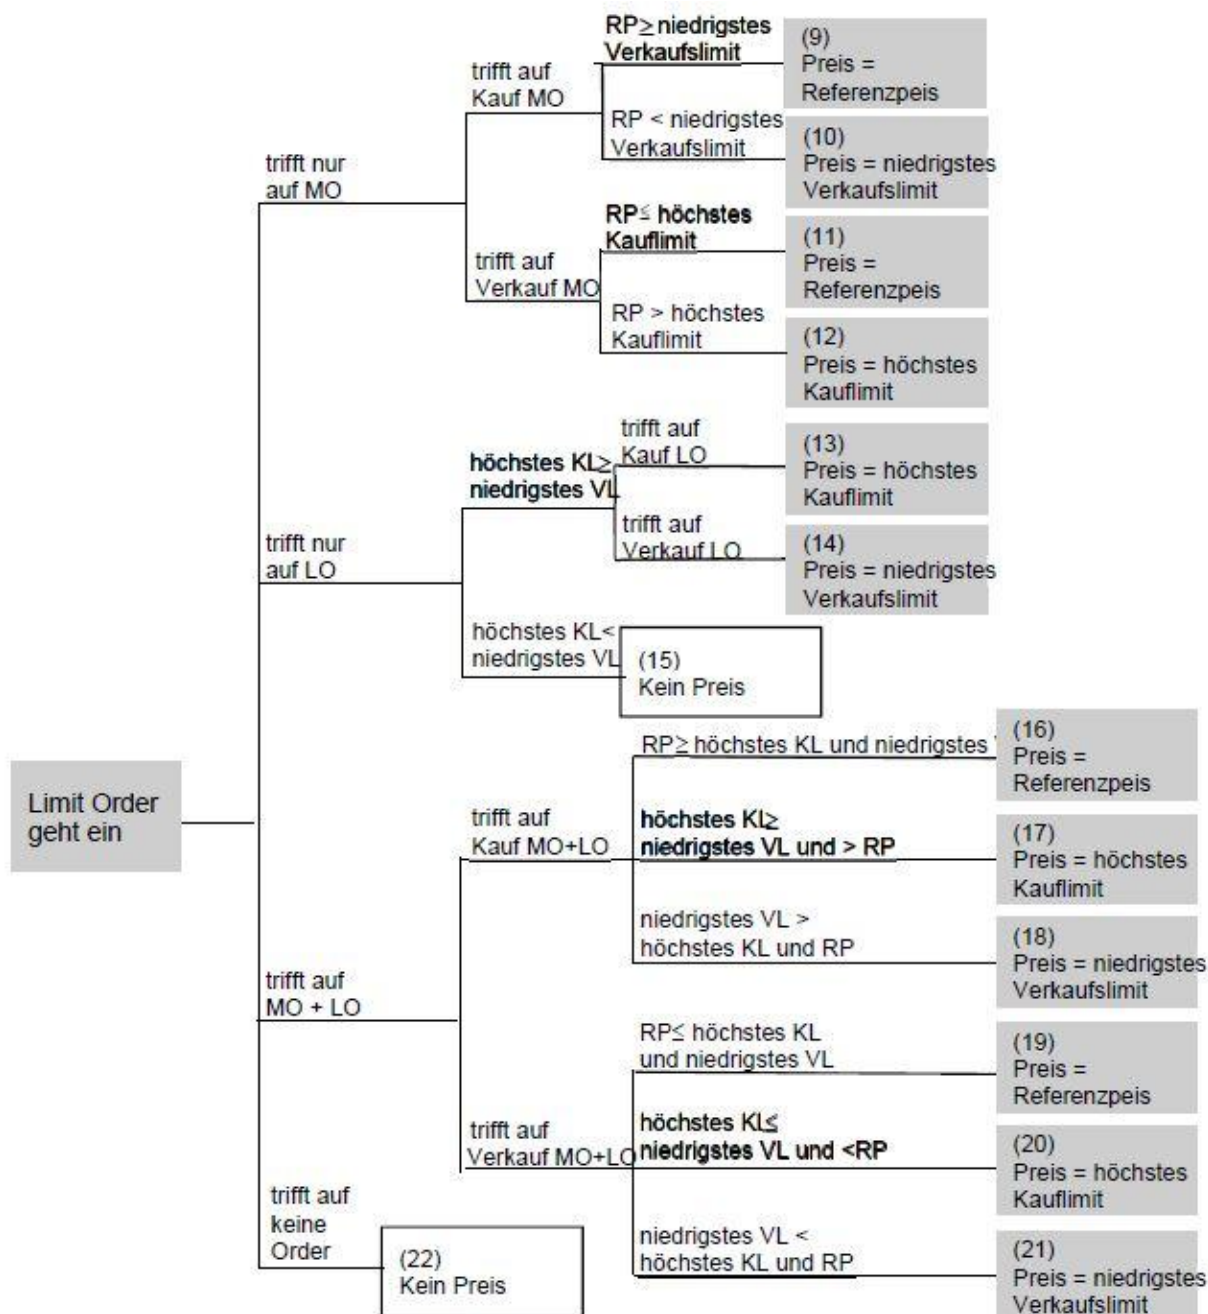 RP≥ niedrigstes
Verkaufslimit
(9)
Preis =
Referenzpeis
trifft auf
Kauf MO
RP < niedrigstes
Verkaufslimit
(10)
Preis = niedrigstes
Verkaufslimit
trifft nur
auf MO
RP≤ höchstes
Kauflimit
(11)
Preis =
Referenzpeis
trifft auf
Verkauf MO
RP > höchstes
Kauflimit
(12)
Preis = höchstes
Kauflimit
höchstes KL≥
niedrigstes VL
trifft auf
Kauf LO
(13)
Preis = höchstes
Kauflimit
trifft auf
Verkauf LO
(14)
Preis = niedrigstes
Verkaufslimit
trifft nur
auf LO
höchstes KL<
niedrigstes VL
(15)
Kein Preis
Limit Order
geht ein
RP≥ höchstes KL und niedrigstes
(16)
Preis =
Referenzpeis
trifft auf
Kauf MO+LO
höchstes KL≥
niedrigstes VL und > RP
(17)
Preis = höchstes
Kauflimit
niedrigstes VL >
höchstes KL und RP
(18)
Preis = niedrigstes
Verkaufslimit
trifft auf
MO + LO
RP≤ höchstes KL
und niedrigstes VL
(19)
Preis =
Referenzpeis
trifft auf
Verkauf MO+LO
höchstes KL≤
niedrigstes VL und <RP
(20)
Preis = höchstes
Kauflimit
niedrigstes VL <
höchstes KL und RP
(21)
Preis = niedrigstes
Verkaufslimit
trifft auf
keine
Order
(22)
Kein Preis